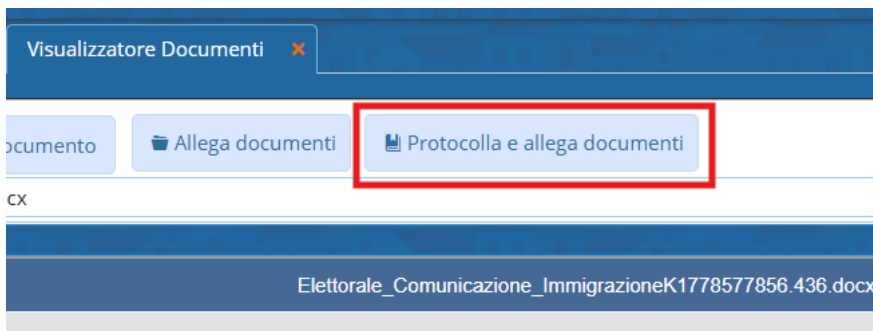 Visualizzatore Documenti
ocumento Allega documenti Protocolla e allega documenti
cx
Elettorale_Comunicazione_ImmigrazioneK1778577856.436.docx